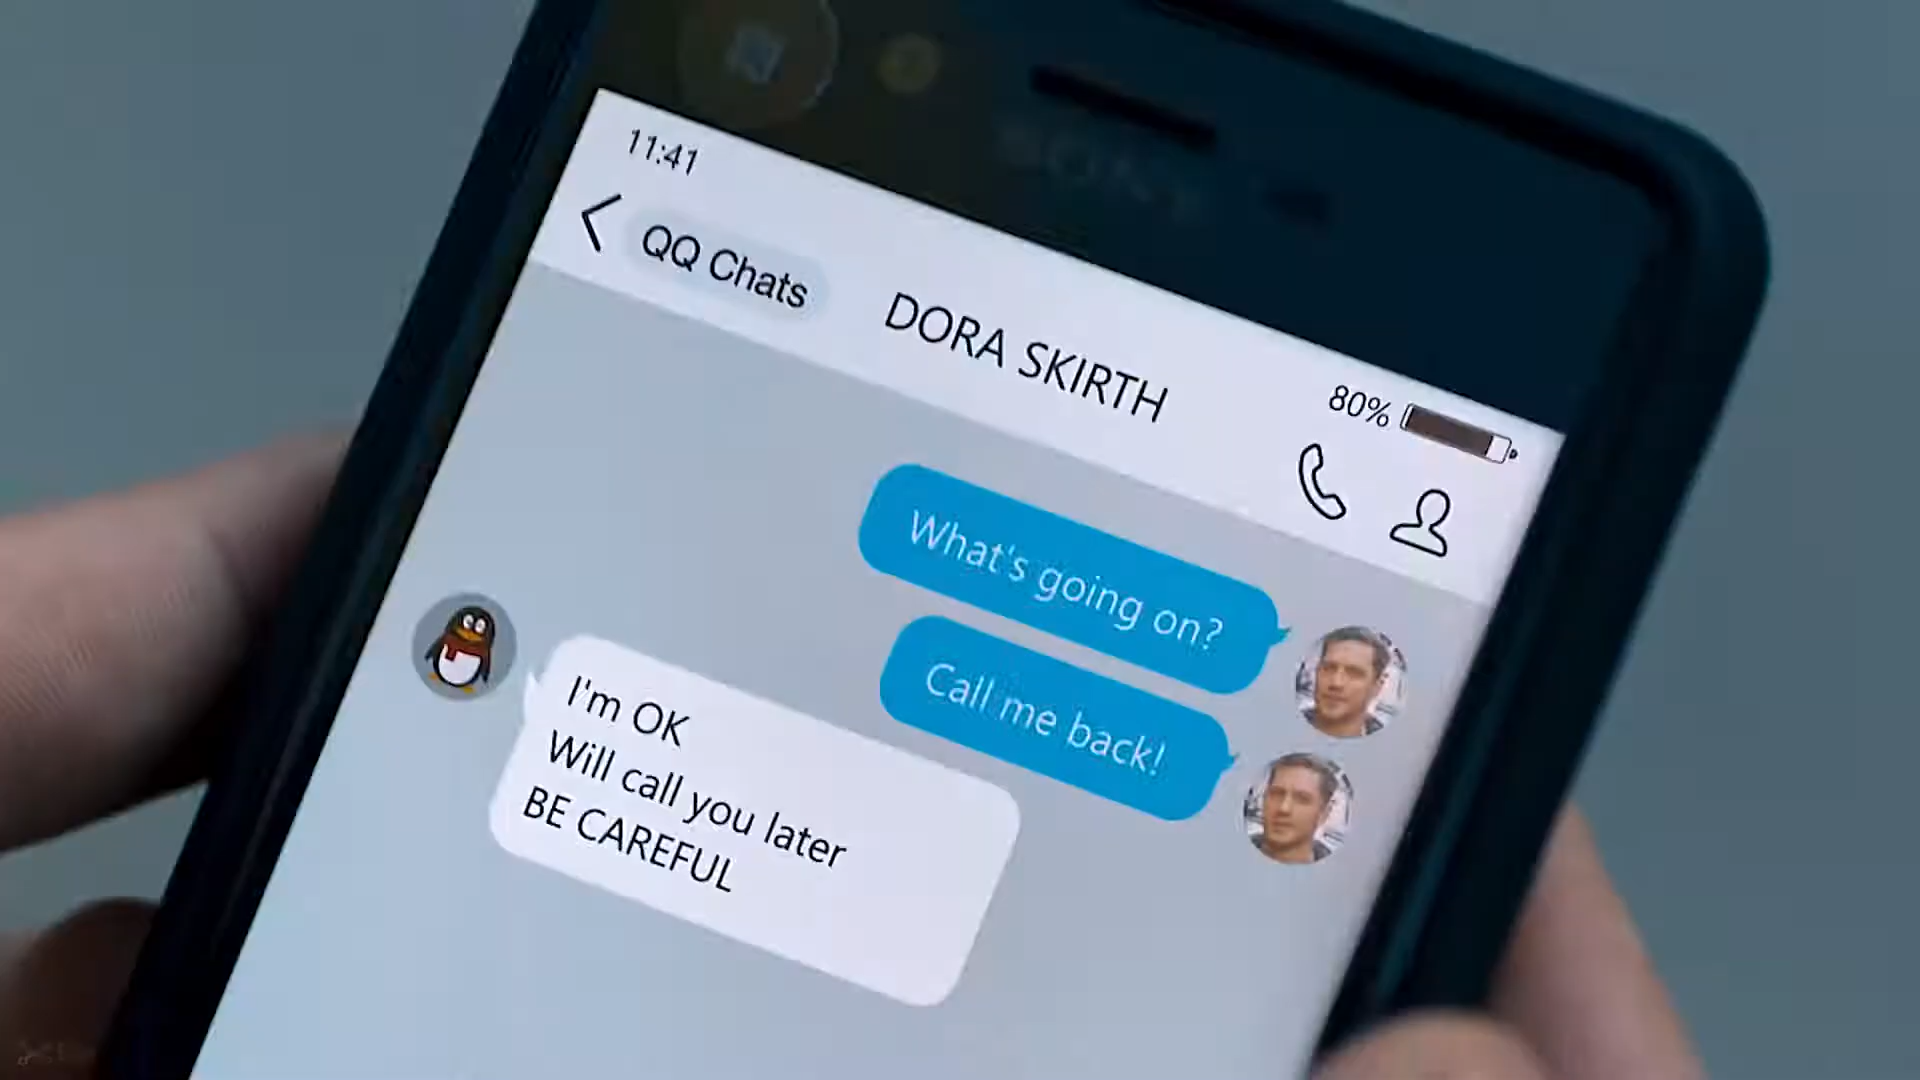 11:41
QQ Chats
DORA SKIRTH
80%
What's going on?
Call me back!
I'm OK
Will call you later
BE CAREFUL
SONY